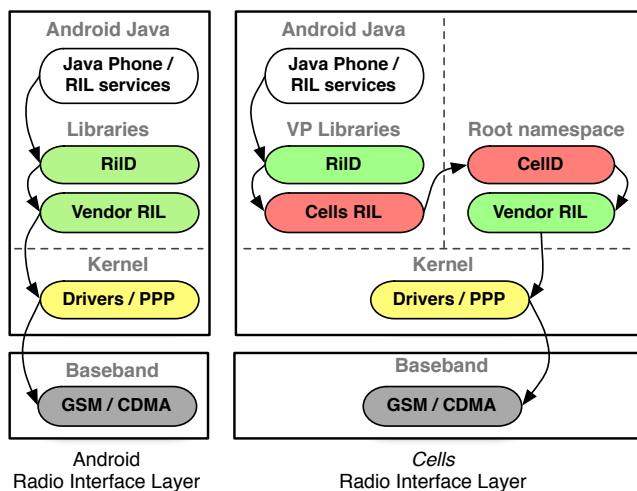 Android Java
Java Phone /
RIL services
Libraries
RilD
Vendor RIL
Kernel
Drivers / PPP
Baseband
GSM / CDMA
Android
Radio Interface Layer
Android Java
Java Phone /
RIL services
VP Libraries
RilD
Cells RIL
Root namespace
CellD
Vendor RIL
Kernel
Drivers / PPP
Baseband
GSM / CDMA
Cells
Radio Interface Layer